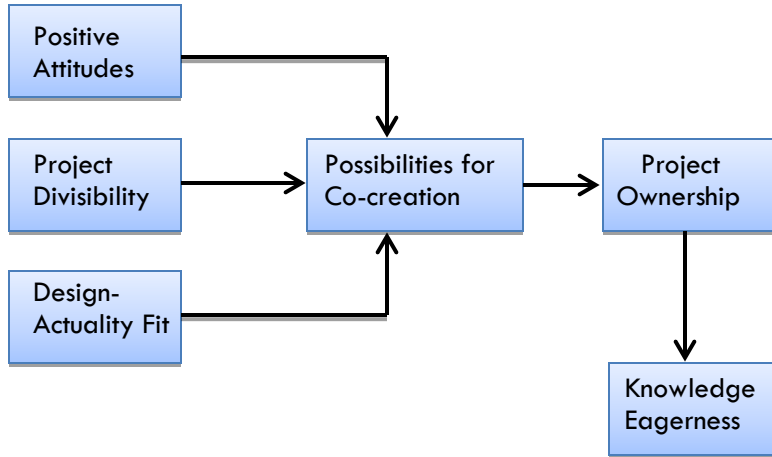 Positive
Attitudes
Project
Divisibility
Design-
Actuality Fit
Possibilities for
Co-creation
Project
Ownership
Knowledge
Eagerness